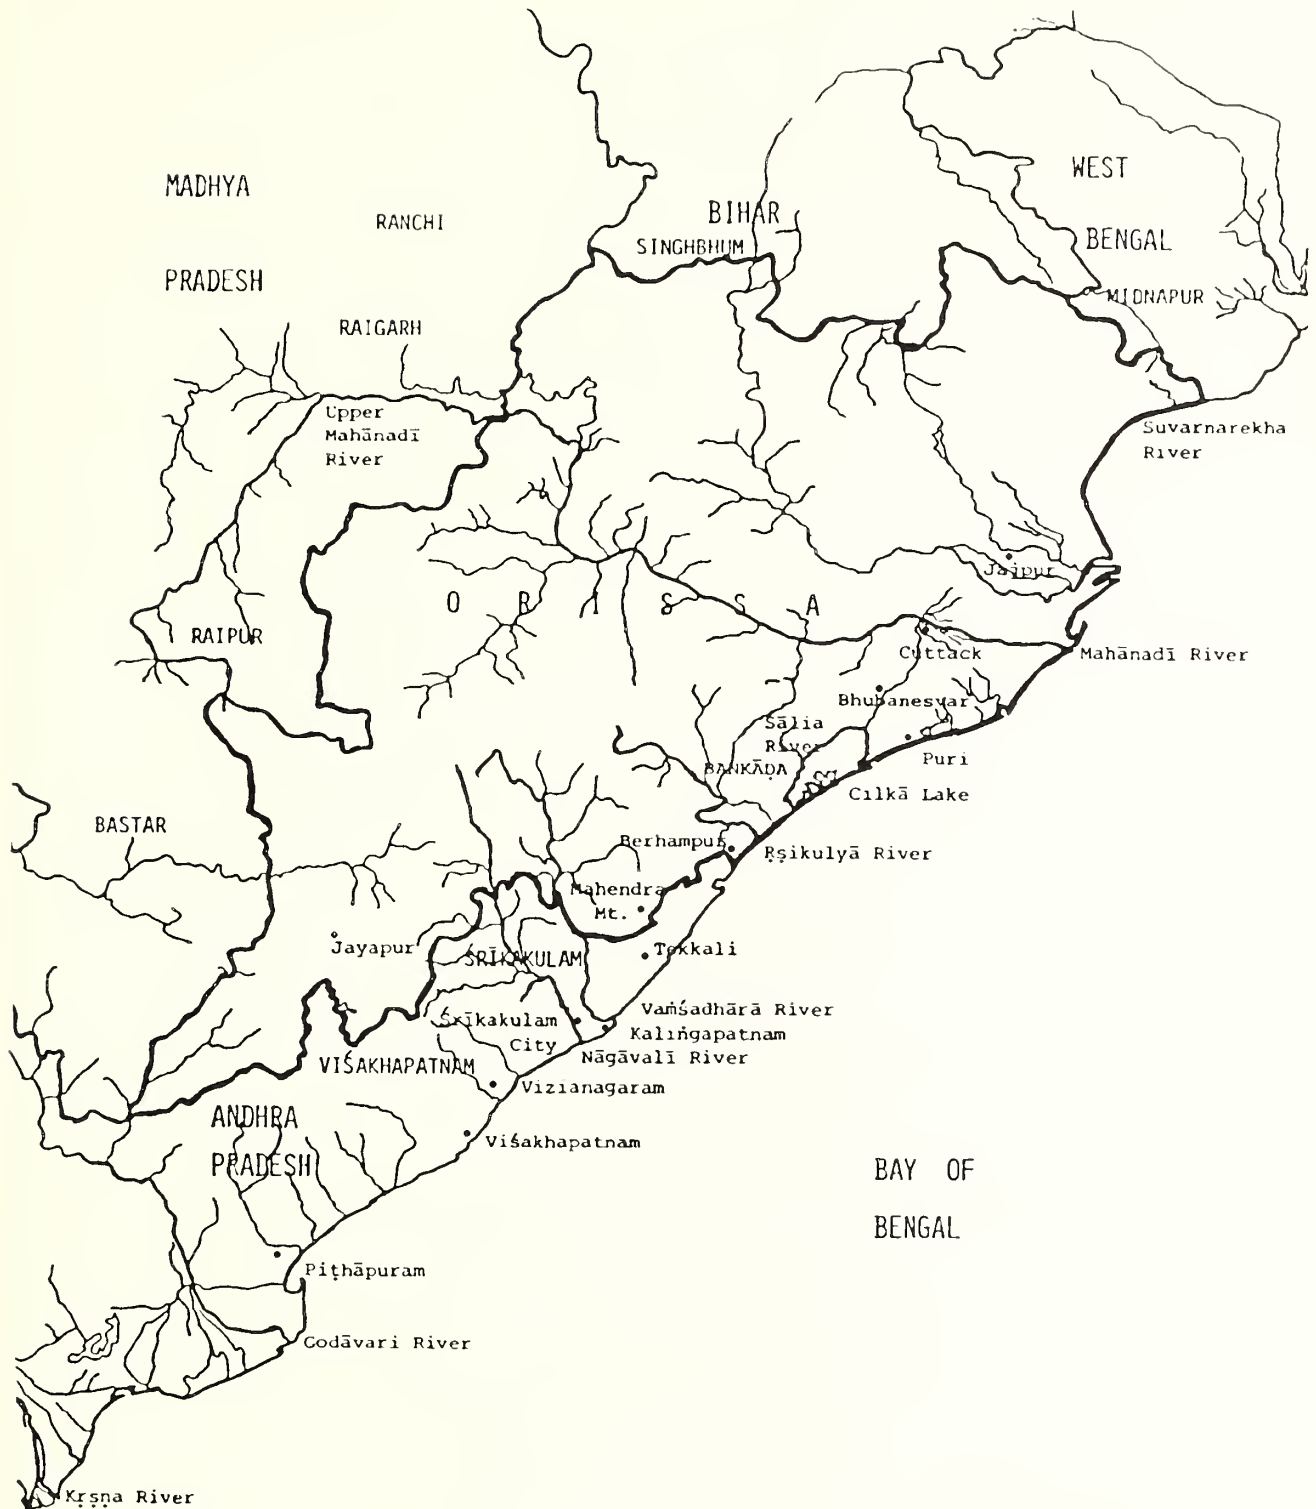 MADHYA
PRADESH
RANCHI
BIHAR
SINGHBHUM
WEST
BENGAL
MIDNAPUR
RAIGARH
Upper
Mahānadī
River
Suvarnarekha
River
Jajpur
O R I S S A
RAIPUR
Cuttack
Mahānadī River
Bhubanesvar
Sālia
River
Puri
BANKĀḌA
Cilkā Lake
BASTAR
Berhampur
Ṛṣikulyā River
Mahendra
Mt.
Jayapur
ŚRĪKAKULAM
Tekkali
Vaṁśadhārā River
Śrīkakulam
City
Kaliṅgapatnam
Nāgāvalī River
VIŚAKHAPATNAM
Vizianagaram
ANDHRA
PRADESH
Viśakhapatnam
BAY OF
BENGAL
Piṭhāpuram
Godāvari River
Kṛṣṇa River